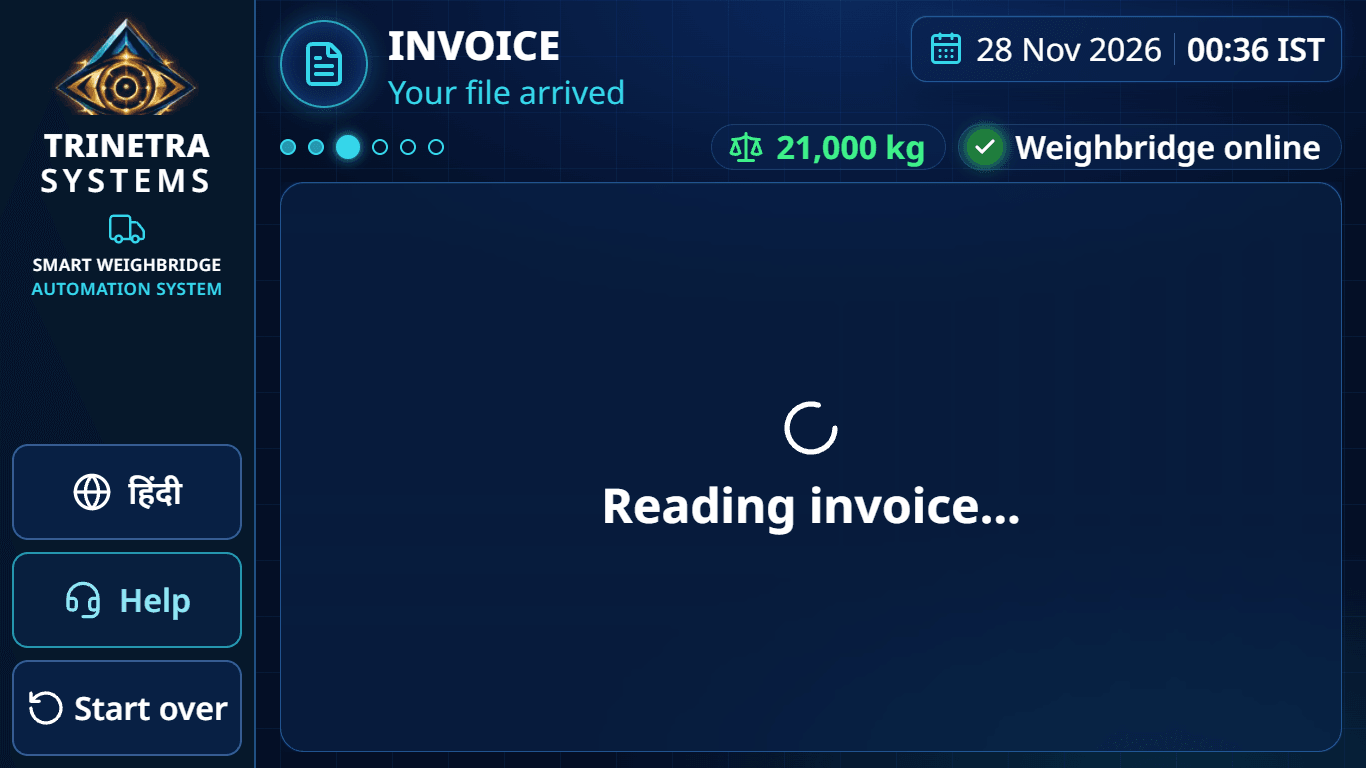 TRINETRA
SYSTEMS
SMART WEIGHBRIDGE
AUTOMATION SYSTEM
हिंदी
Help
Start over
INVOICE
Your file arrived
28 Nov 2026 00:36 IST
21,000 kg
Weighbridge online
Reading invoice...